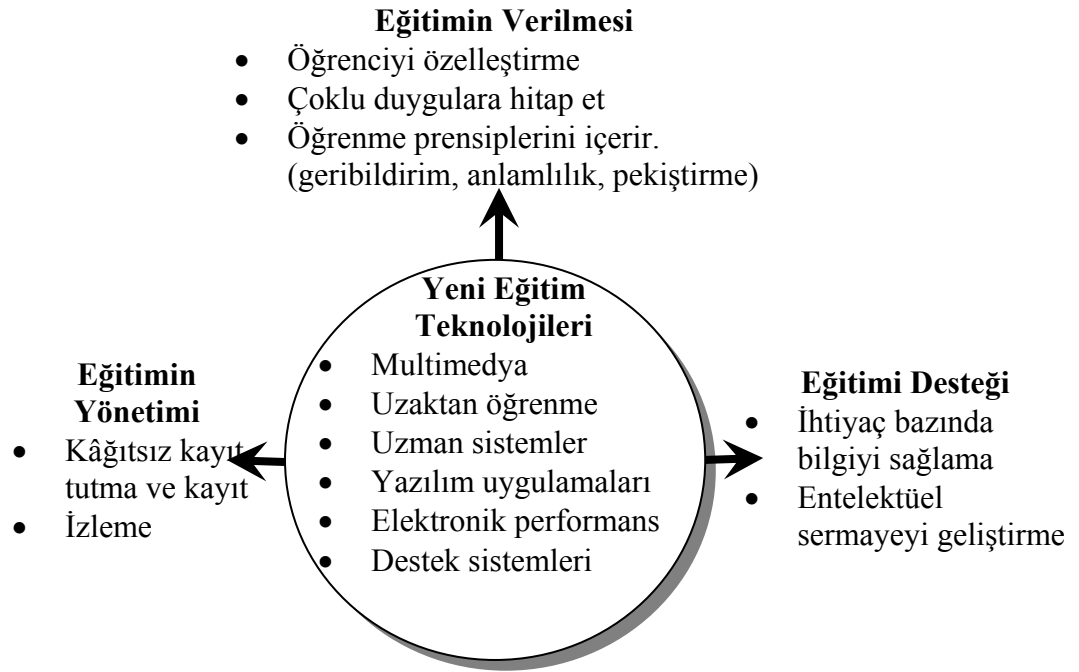 Eğitimin Verilmesi
• Öğrenciyi özelleştirme
• Çoklu duygulara hitap et
• Öğrenme prensiplerini içerir.
(geribildirim, anlamlılık, pekiştirme)
Yeni Eğitim
Teknolojileri
• Multimedya
• Uzaktan öğrenme
• Uzman sistemler
• Yazılım uygulamaları
• Elektronik performans
• Destek sistemleri
Eğitimin
Yönetimi
• Kâğıtsız kayıt
tutma ve kayıt
• İzleme
Eğitimi Desteği
• İhtiyaç bazında
bilgiyi sağlama
• Entelektüel
sermayeyi geliştirme